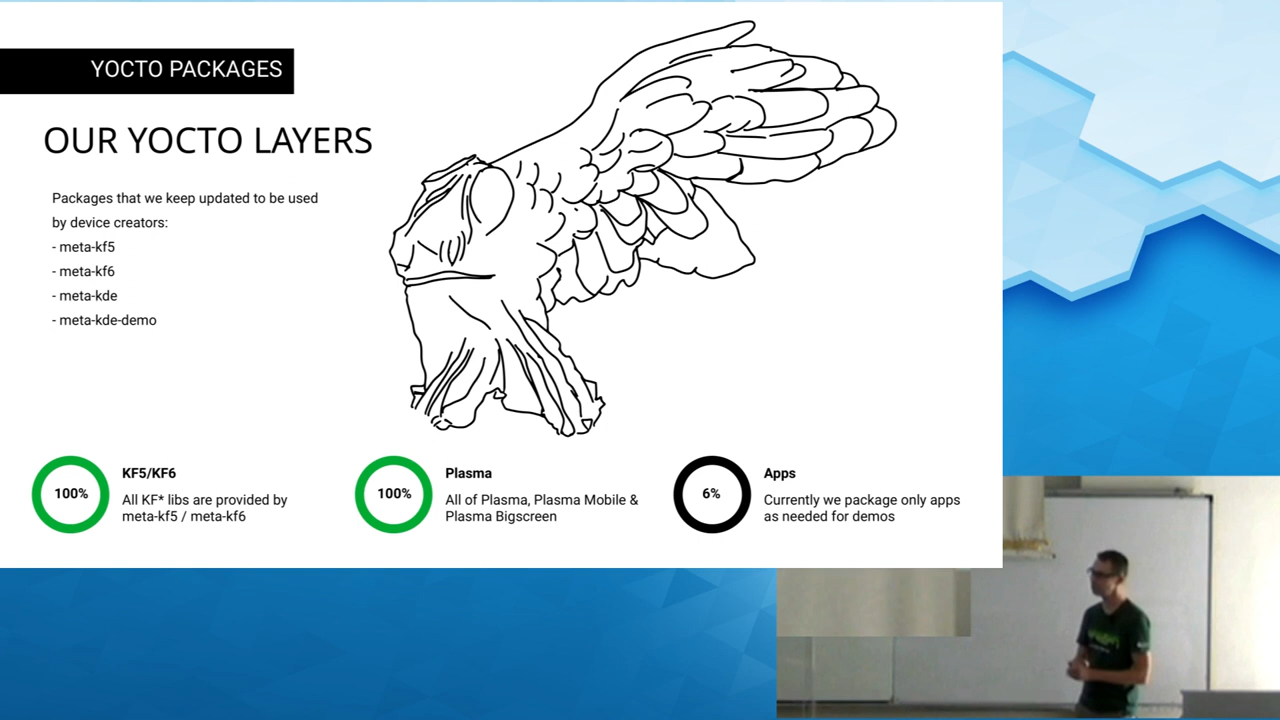 YOCTO PACKAGES
OUR YOCTO LAYERS
Packages that we keep updated to be used
by device creators:
- meta-kf5
- meta-kf6
- meta-kde
- meta-kde-demo
100%
KF5/KF6
All KF* libs are provided by
meta-kf5 / meta-kf6
100%
Plasma
All of Plasma, Plasma Mobile &
Plasma Bigscreen
6%
Apps
Currently we package only apps
as needed for demos